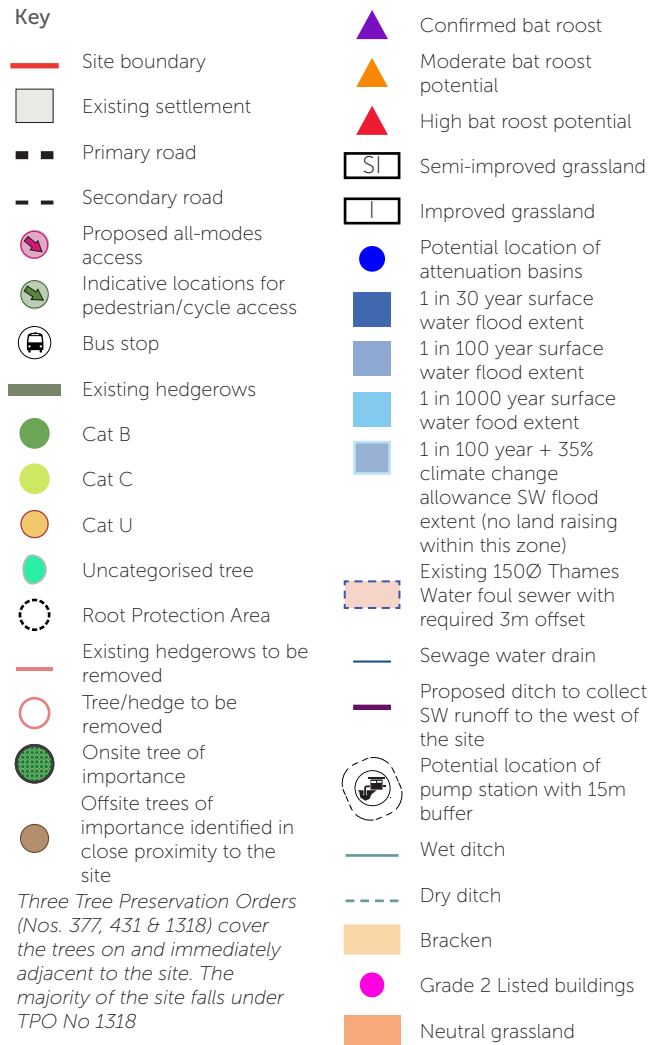 Key
Site boundary
Existing settlement
Primary road
Secondary road
Proposed all-modes
access
Indicative locations for
pedestrian/cycle access
Bus stop
Existing hedgerows
Cat B
Cat C
Cat U
Uncategorised tree
Root Protection Area
Existing hedgerows to be
removed
Tree/hedge to be
removed
Onsite tree of
importance
Offsite trees of
importance identified in
close proximity to the
site
Three Tree Preservation Orders
(Nos. 377, 431 & 1318) cover
the trees on and immediately
adjacent to the site. The
majority of the site falls under
TPO No 1318
Confirmed bat roost
Moderate bat roost
potential
High bat roost potential
SI Semi-improved grassland
I Improved grassland
Potential location of
attenuation basins
1 in 30 year surface
water flood extent
1 in 100 year surface
water flood extent
1 in 1000 year surface
water food extent
1 in 100 year + 35%
climate change
allowance SW flood
extent (no land raising
within this zone)
Existing 150Ø Thames
Water foul sewer with
required 3m offset
Sewage water drain
Proposed ditch to collect
SW runoff to the west of
the site
Potential location of
pump station with 15m
buffer
Wet ditch
Dry ditch
Bracken
Grade 2 Listed buildings
Neutral grassland